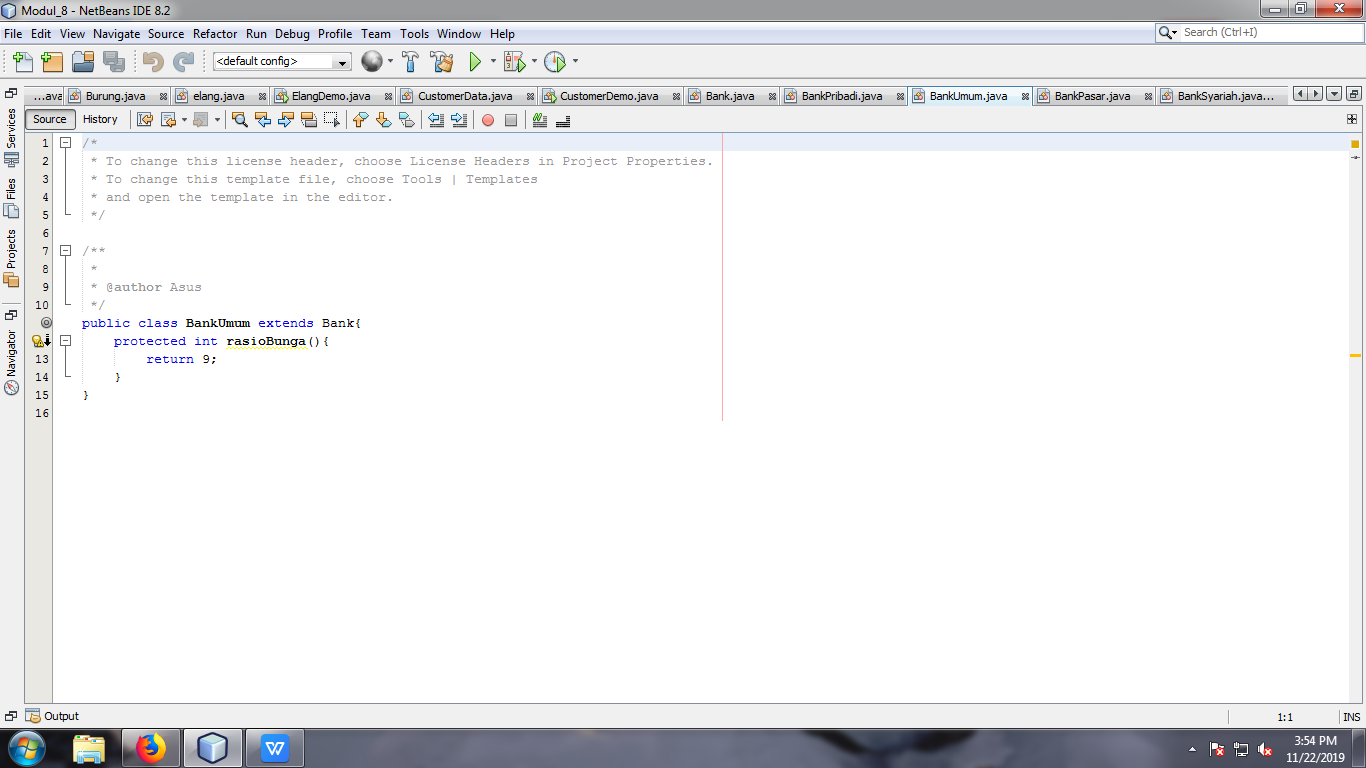 Modul_8 - NetBeans IDE 8.2
File Edit View Navigate Source Refactor Run Debug Profile Team Tools Window Help
Search (Ctrl+I)
<default config>
...ava Burung.java elang.java ElangDemo.java CustomerData.java CustomerDemo.java Bank.java BankPribadi.java BankUmum.java BankPasar.java BankSyariah.java...
Source History
Services
Files
Projects
Navigator
1 /*
2 * To change this license header, choose License Headers in Project Properties.
3 * To change this template file, choose Tools | Templates
4 * and open the template in the editor.
5 */
6
7 /**
8 *
9 * @author Asus
10 */
public class BankUmum extends Bank{
protected int rasioBunga(){
13 return 9;
14 }
15 }
16
Output
1:1 INS
W
3:54 PM
11/22/2019